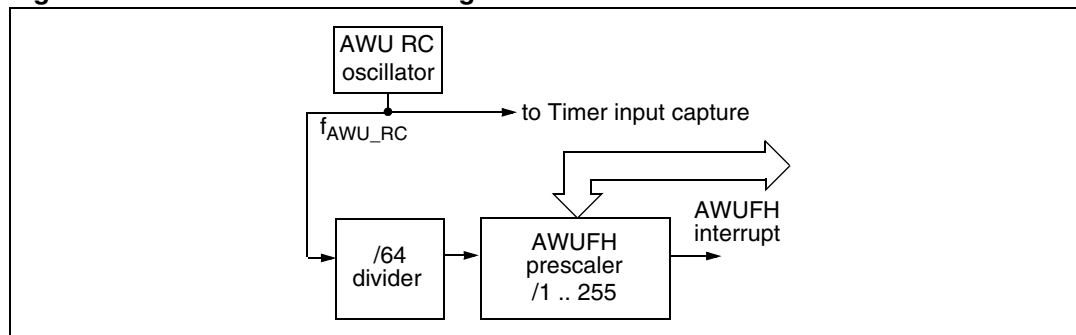 AWU RC
oscillator
to Timer input capture
fAWU_RC
AWUFH
interrupt
/64
divider
AWUFH
prescaler
/1 .. 255